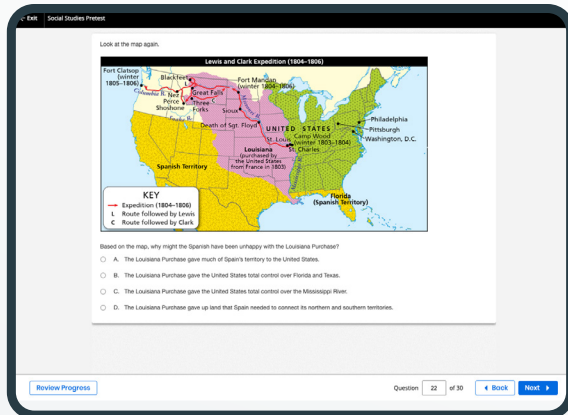 Exit Social Studies Pretest
Look at the map again.
Lewis and Clark Expedition (1804–1806)
Fort Clatsop
(winter
1805–1806)
Blackfeet
L
Fort Mandan
(winter 1804–1806)
Columbia R.
Nez
Perce
Great Falls
C
Three
Forks
Shoshone
Snake R.
Sioux
Missouri R.
Death of Sgt. Floyd
UNITED STATES
Philadelphia
Pittsburgh
Washington, D.C.
Camp Wood
(winter 1803–1804)
St. Louis
St. Charles
Louisiana
(purchased by
the United States
from France in 1803)
Mississippi R.
Spanish Territory
Florida
(Spanish Territory)
KEY
Expedition (1804–1806)
L Route followed by Lewis
C Route followed by Clark
Based on the map, why might the Spanish have been unhappy with the Louisiana Purchase?
A. The Louisiana Purchase gave much of Spain's territory to the United States.
B. The Louisiana Purchase gave the United States total control over Florida and Texas.
C. The Louisiana Purchase gave the United States total control over the Mississippi River.
D. The Louisiana Purchase gave up land that Spain needed to connect its northern and southern territories.
Review Progress
Question 22 of 30
Back
Next